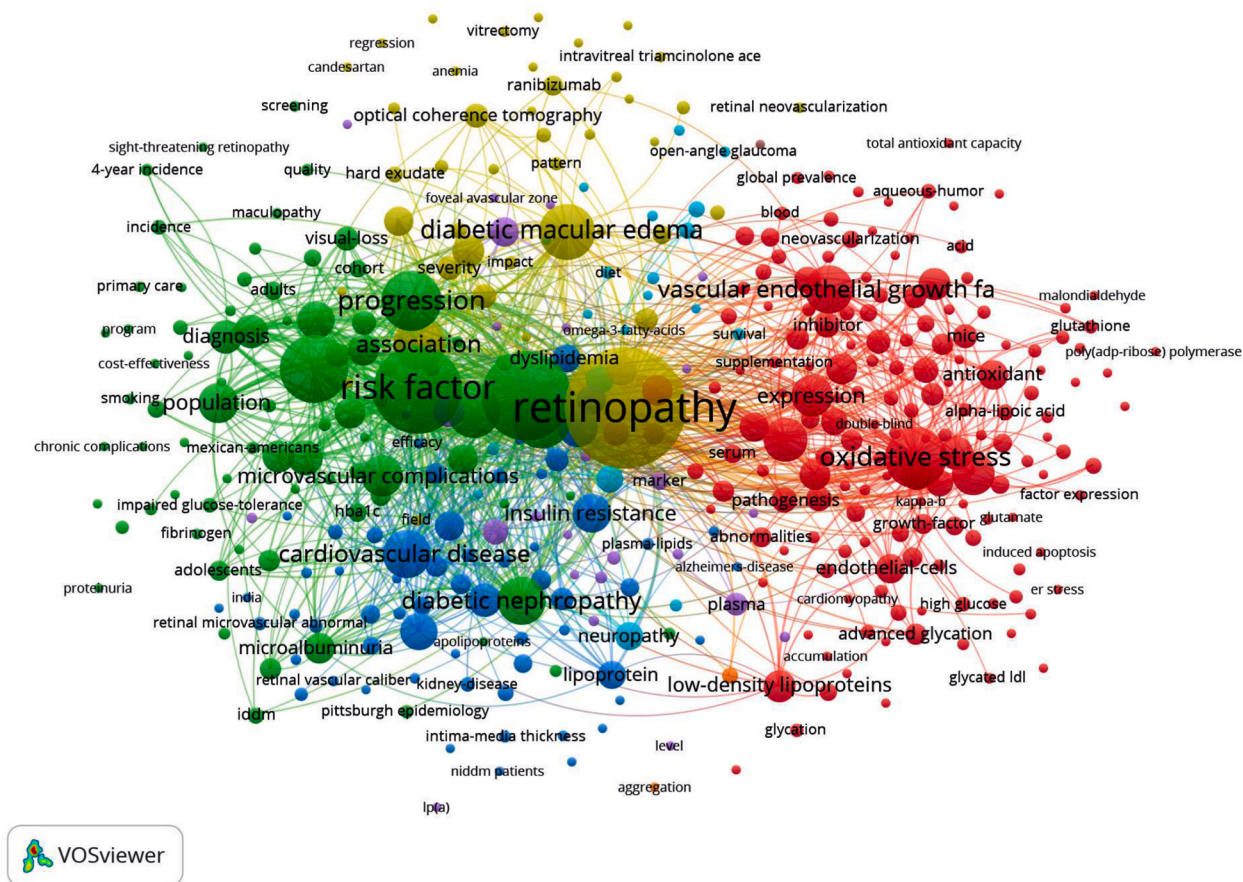 vitrectomy
regression
intravitreal triamcinolone ace
candesartan
anemia
ranibizumab
screening
optical coherence tomography
retinal neovascularization
sight-threatening retinopathy
open-angle glaucoma
total antioxidant capacity
4-year incidence
quality
hard exudate
pattern
global prevalence
aqueous-humor
foveal avascular zone
maculopathy
blood
incidence
visual-loss
diabetic macular edema
neovascularization
acid
cohort
severity
impact
diet
primary care
adults
vascular endothelial growth fa
malondialdehyde
progression
program
diagnosis
omega-3-fatty-acids
survival
inhibitor
mice
glutathione
association
dyslipidemia
supplementation
poly(adp-ribose) polymerase
cost-effectiveness
antioxidant
smoking
population
risk factor
retinopathy
expression
alpha-lipoic acid
double-blind
chronic complications
mexican-americans
efficacy
serum
oxidative stress
microvascular complications
marker
pathogenesis
kappa-b
factor expression
impaired glucose-tolerance
hba1c
field
insulin resistance
growth-factor
glutamate
fibrinogen
plasma-lipids
abnormalities
cardiovascular disease
induced apoptosis
adolescents
alzheimers-disease
endothelial-cells
proteinuria
er stress
india
diabetic nephropathy
plasma
cardiomyopathy
high glucose
retinal microvascular abnormal
neuropathy
advanced glycation
microalbuminuria
apolipoproteins
accumulation
retinal vascular caliber
kidney-disease
lipoprotein
low-density lipoproteins
glycated ldl
iddm
pittsburgh epidemiology
intima-media thickness
glycation
level
niddm patients
aggregation
lp(a)
VOSviewer